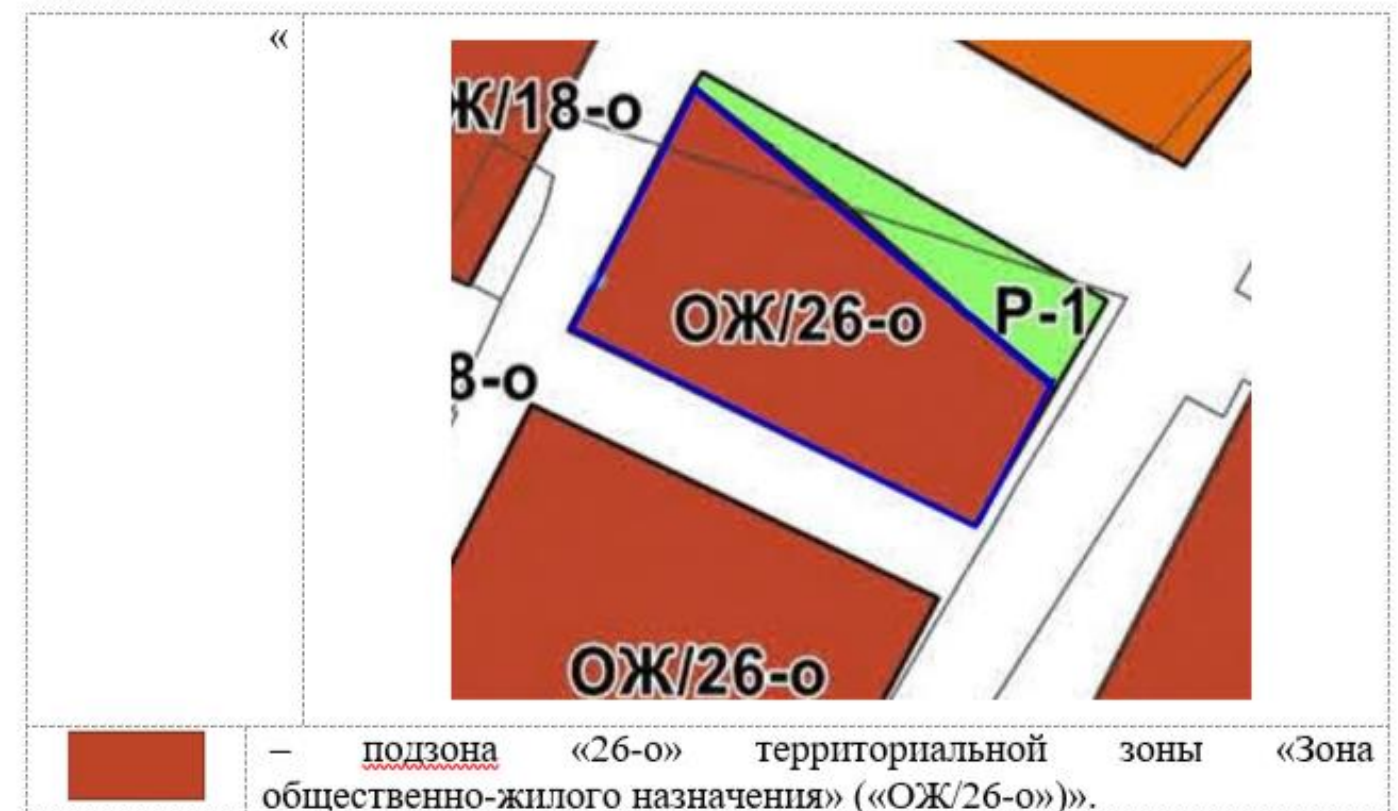 «
Ж/18-о
ОЖ/26-о
Р-1
8-о
ОЖ/26-о
– подзона «26-о» территориальной зоны «Зона
общественно-жилого назначения» («ОЖ/26-о»)».